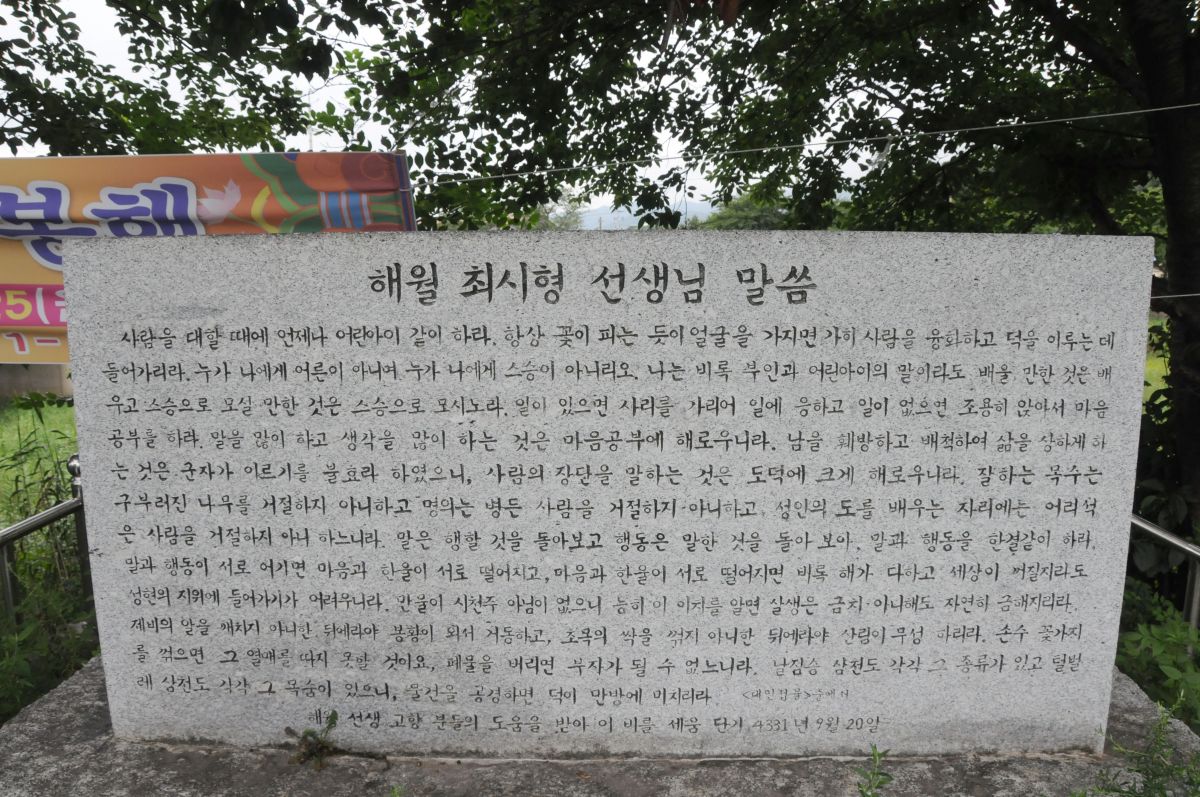 봉행
25(
1-
해월 최시형 선생님 말씀
사람을 대할 때에 언제나 어린아이 같이 하라. 항상 꽃이 피는 듯이 얼굴을 가지면 가히 사람을 융화하고 덕을 이루는 데
들어가리라. 누가 나에게 어른이 아니며 누가 나에게 스승이 아니리오. 나는 비록 부인과 어린아이의 말이라도 배울 만한 것은 배
우고 스승으로 모실 만한 것은 스승으로 모시노라. 일이 있으면 사리를 가리어 일에 응하고 일이 없으면 조용히 앉아서 마음
공부를 하라. 말을 많이 하고 생각을 많이 하는 것은 마음공부에 해로우니라. 남을 훼방하고 배척하여 삶을 상하게 하
는 것은 군자가 이르기를 불효라 하였으니, 사람의 장단을 말하는 것은 도덕에 크게 해로우니라. 잘하는 목수는
구부러진 나무를 거절하지 아니하고 명의는 병든 사람을 거절하지 아니하고 성인의 도를 배우는 자리에는 어리석
은 사람을 거절하지 아니 하느니라. 말은 행할 것을 돌아보고 행동은 말한 것을 돌아 보아, 말과 행동을 한결같이 하라.
말과 행동이 서로 어기면 마음과 한울이 서로 떨어지고, 마음과 한울이 서로 떨어지면 비록 해가 다하고 세상이 꺼질지라도
성현의 지위에 들어가기가 어려우니라. 만물이 시천주 아님이 없으니 능히 이 이치를 알면 살생은 금치 아니해도 자연히 금해지리라.
제비의 알을 깨치지 아니한 뒤에라야 봉황이 와서 거동하고, 초목의 싹을 꺾지 아니한 뒤에라야 산림이 무성 하리라. 손수 꽃가지
를 꺾으면 그 열매를 따지 못할 것이요, 폐물을 버리면 부자가 될 수 없느니라. 날짐승 삼천도 각각 그 종류가 있고 털벌
레 삼천도 각각 그 목숨이 있으니, 물건을 공경하면 덕이 만방에 미치리라 <대인접물>중에서
해월 선생 고향 분들의 도움을 받아 이 비를 세움 단기 4331년 9월 20일